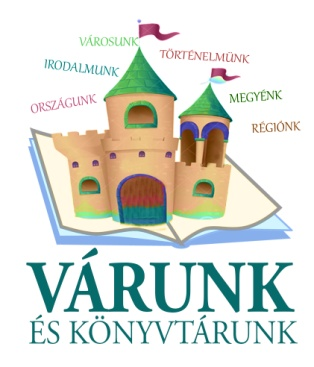 VÁROSUNK
TÖRTÉNELMÜNK
IRODALMUNK
MEGYÉNK
ORSZÁGUNK
RÉGIÓNK
VÁRUNK
ÉS KÖNYVTÁRUNK